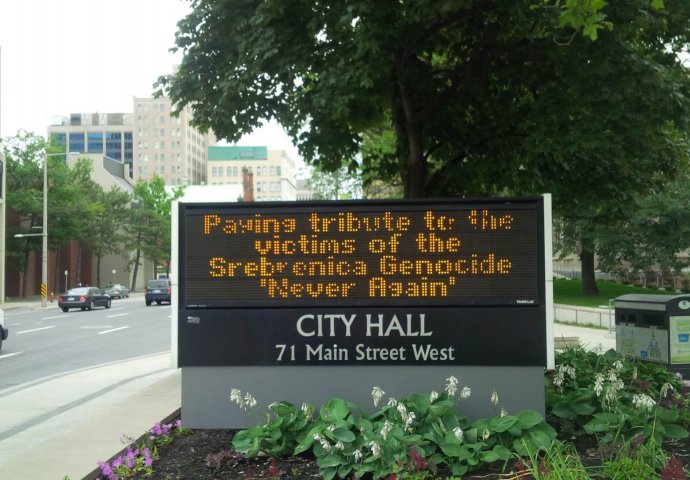 Paying tribute to the
victims of the
Srebrenica Genocide
'Never Again'
CITY HALL
71 Main Street West